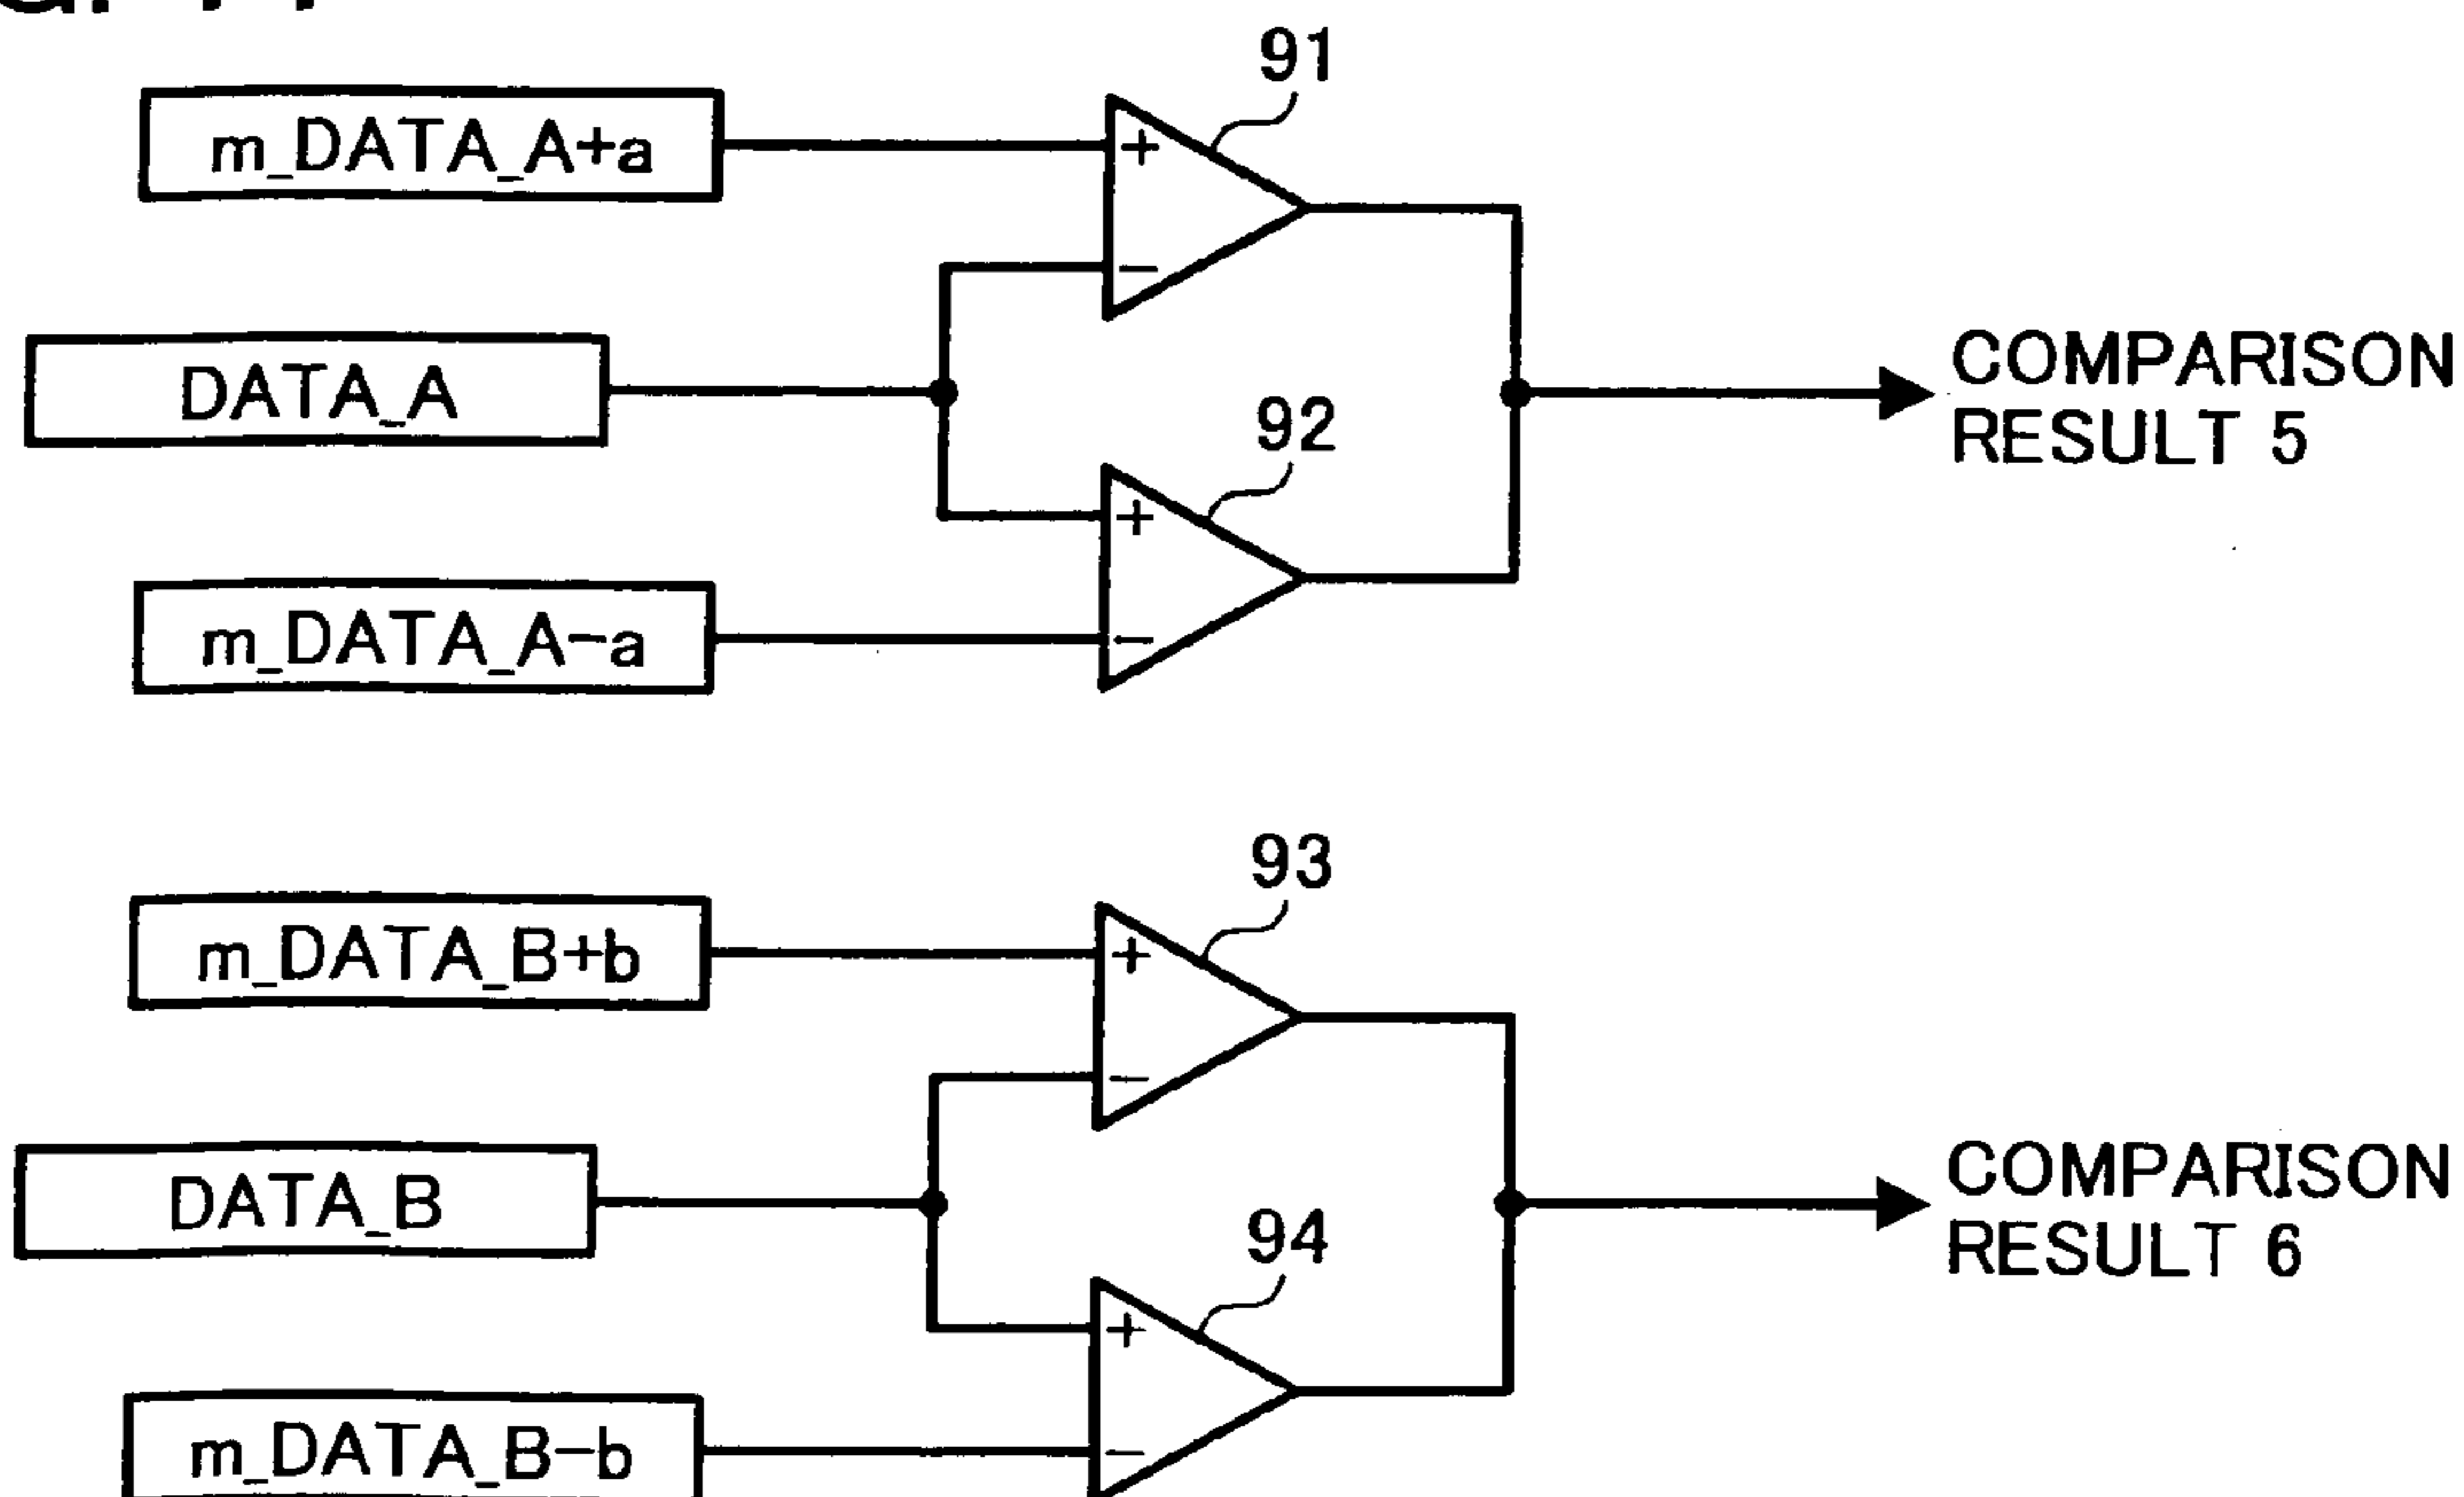 91
m_DATA_A+a
+
−
DATA_A
COMPARISON
RESULT 5
92
+
m_DATA_A−a
−
93
m_DATA_B+b
+
−
DATA_B
COMPARISON
RESULT 6
94
+
m_DATA_B−b
−